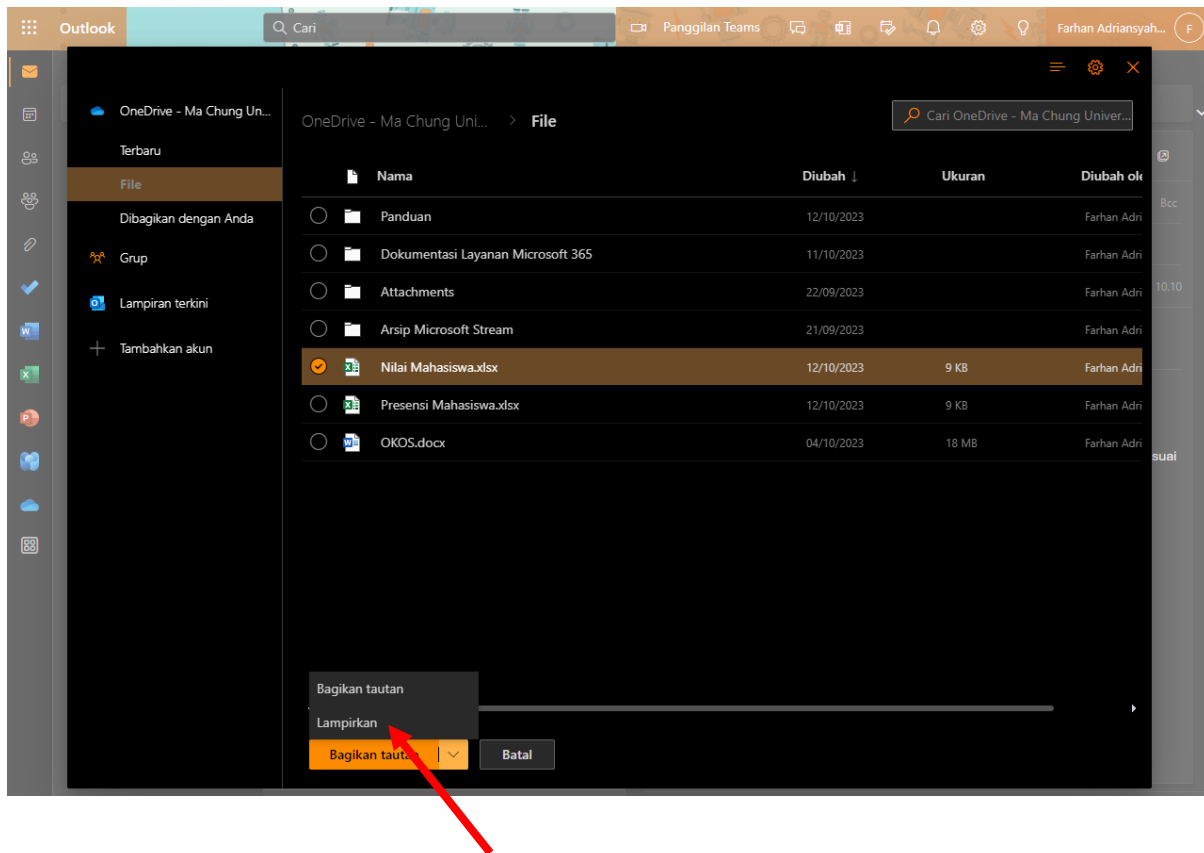 Outlook
Cari
Panggilan Teams
Farhan Adriansyah...
F
OneDrive - Ma Chung Un...
Terbaru
File
Dibagikan dengan Anda
Grup
Lampiran terkini
Tambahkan akun
OneDrive - Ma Chung Uni... > File
Cari OneDrive - Ma Chung Univer...
Nama Diubah ↓ Ukuran Diubah ole
Panduan 12/10/2023 Farhan Adri
Dokumentasi Layanan Microsoft 365 11/10/2023 Farhan Adri
Attachments 22/09/2023 Farhan Adri
Arsip Microsoft Stream 21/09/2023 Farhan Adri
Nilai Mahasiswa.xlsx 12/10/2023 9 KB Farhan Adri
Presensi Mahasiswa.xlsx 12/10/2023 9 KB Farhan Adri
OKOS.docx 04/10/2023 18 MB Farhan Adri
Bcc
10.10
suai
Bagikan tautan
Lampirkan
Bagikan tautan
Batal